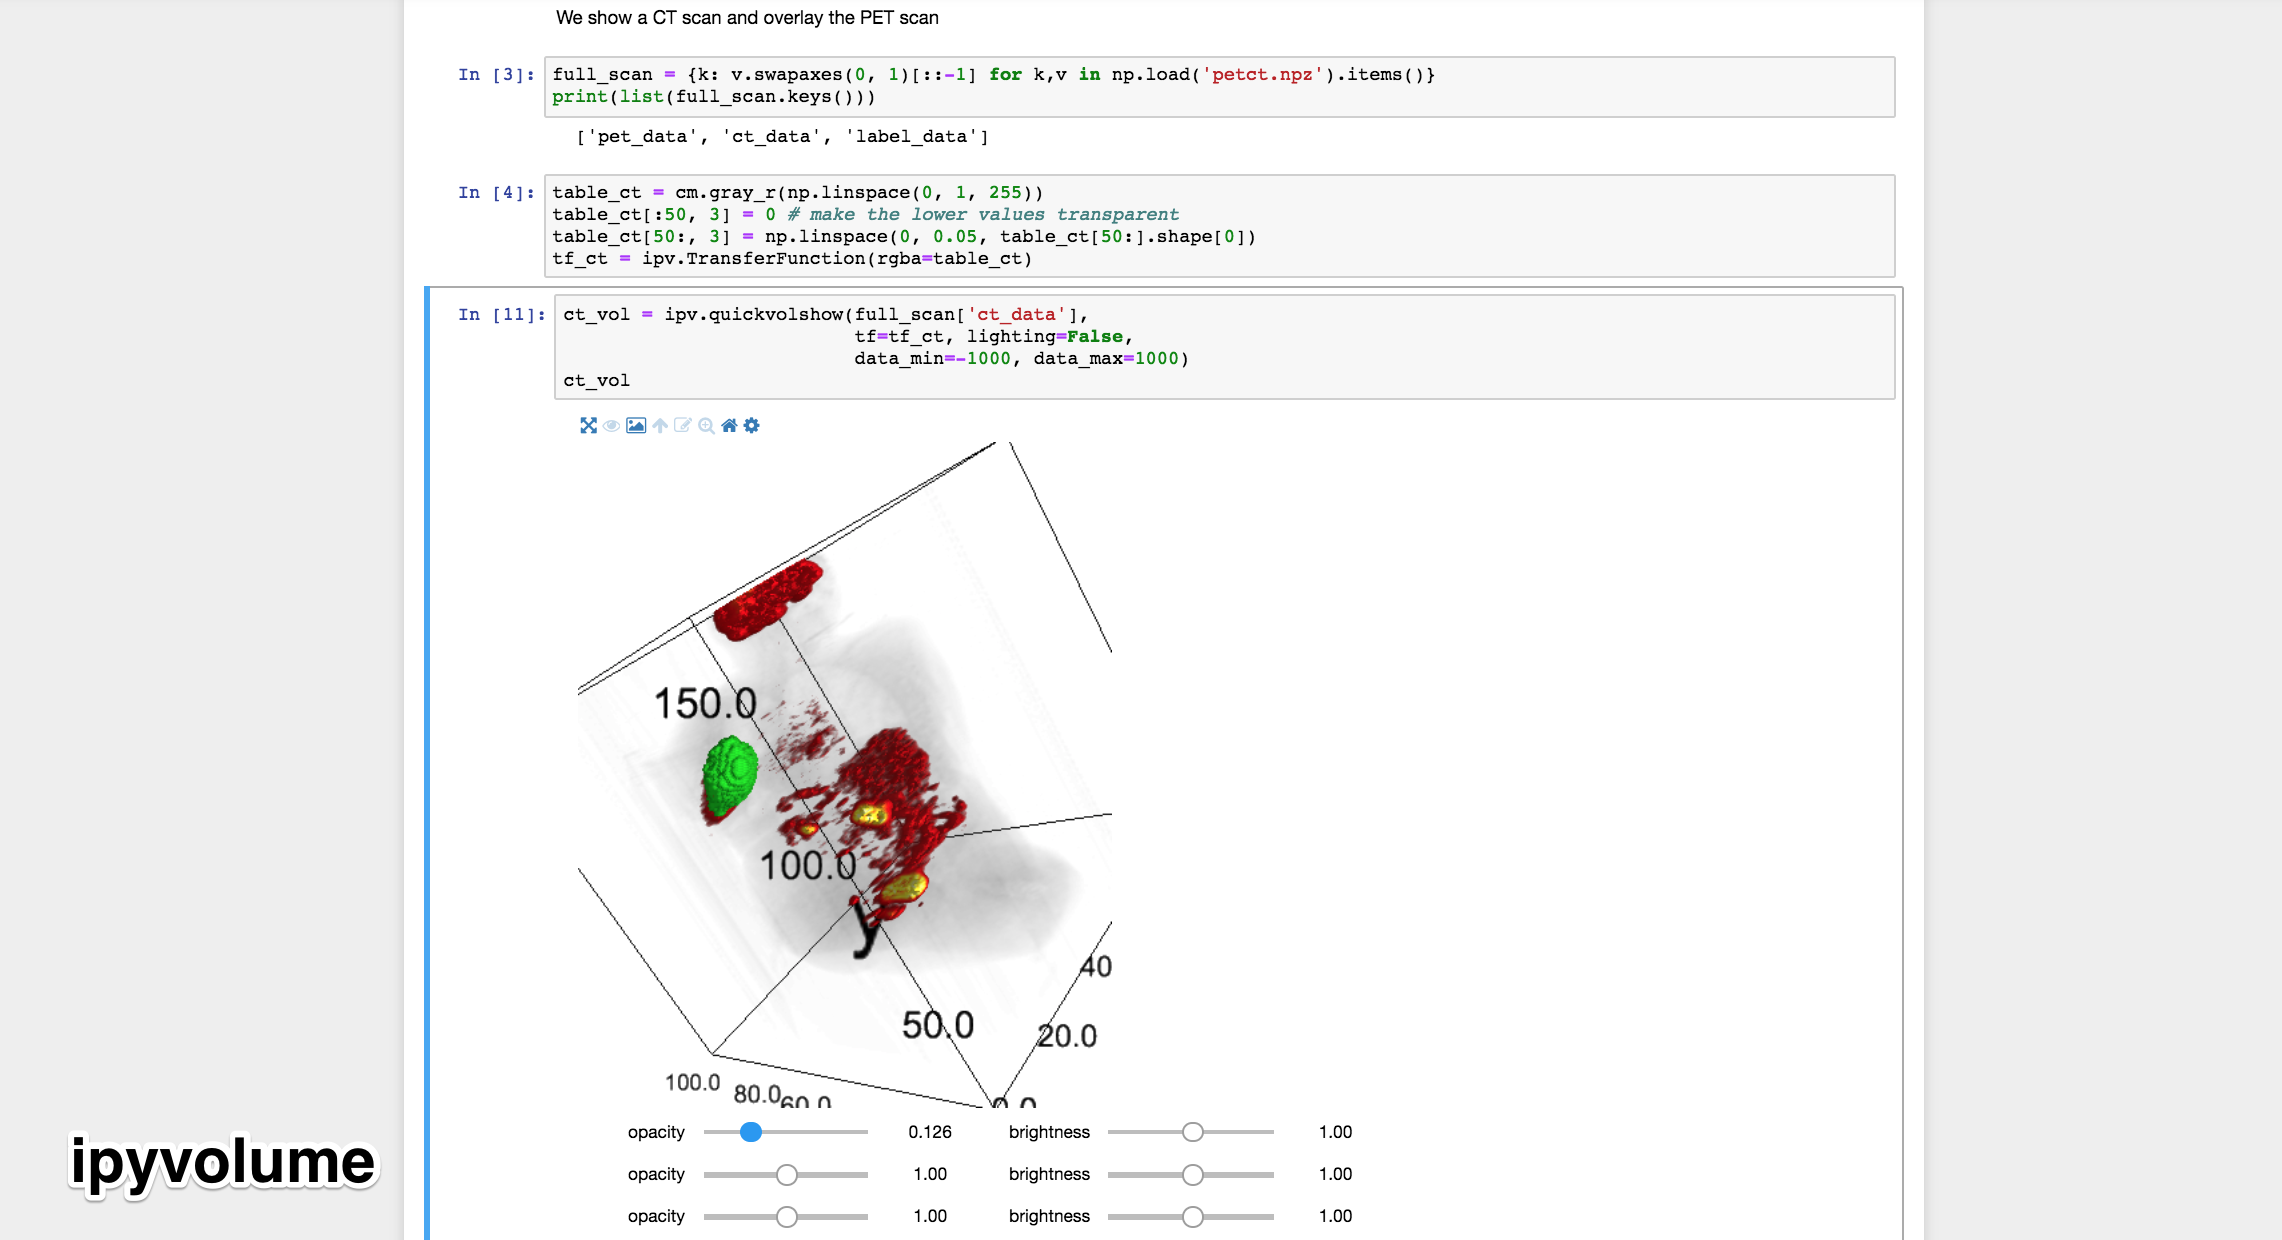 We show a CT scan and overlay the PET scan
In [3]: full_scan = {k: v.swapaxes(0, 1)[::-1] for k,v in np.load('petct.npz').items()}
print(list(full_scan.keys()))
['pet_data', 'ct_data', 'label_data']
In [4]: table_ct = cm.gray_r(np.linspace(0, 1, 255))
table_ct[:50, 3] = 0 # make the lower values transparent
table_ct[50:, 3] = np.linspace(0, 0.05, table_ct[50:].shape[0])
tf_ct = ipv.TransferFunction(rgba=table_ct)
In [11]: ct_vol = ipv.quickvolshow(full_scan['ct_data'],
tf=tf_ct, lighting=False,
data_min=-1000, data_max=1000)
ct_vol
150.0
100.0
y
40
50.0
20.0
100.0
80.0
60.0
0.0
opacity 0.126 brightness 1.00
opacity 1.00 brightness 1.00
opacity 1.00 brightness 1.00
ipyvolume